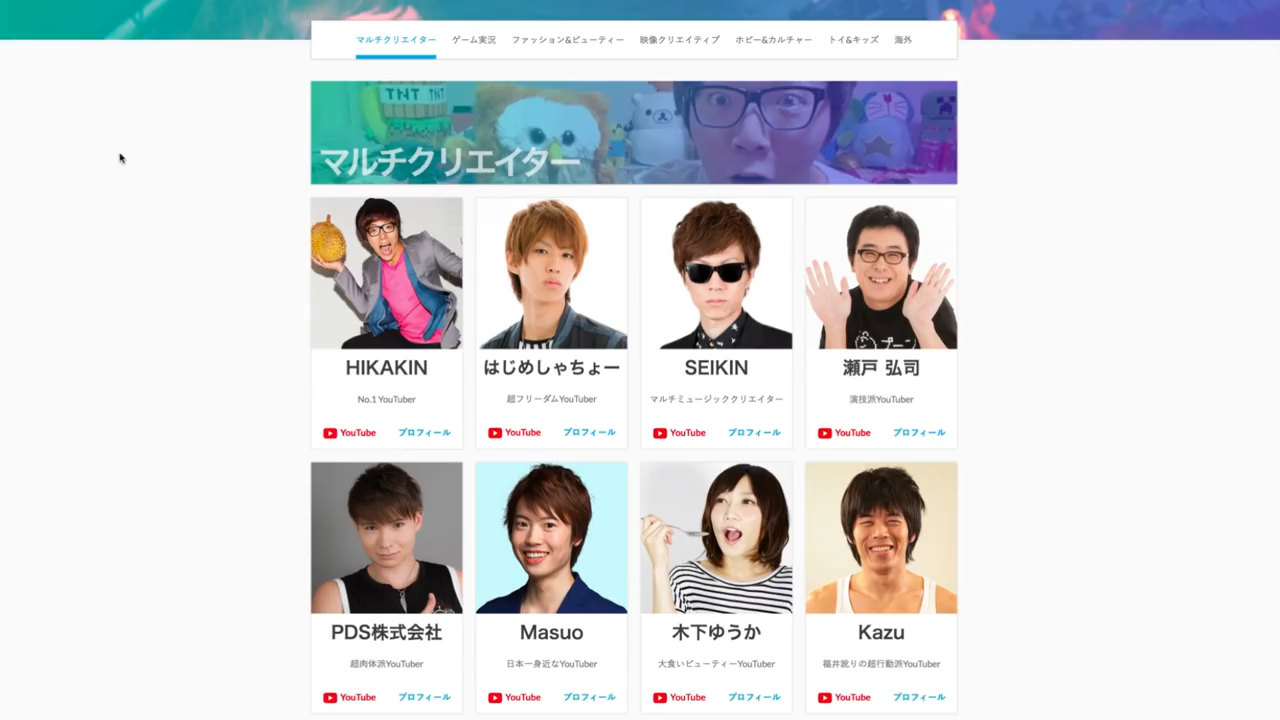 マルチクリエイター ゲーム実況 ファッション&ビューティー 映像クリエイティブ ホビー&カルチャー トイ&キッズ 海外
TNT TNT
マルチクリエイター
HIKAKIN はじめしゃちょー SEIKIN 瀬戸 弘司
No.1 YouTuber 超フリーダムYouTuber マルチミュージッククリエイター 演技派YouTuber
YouTube プロフィール YouTube プロフィール YouTube プロフィール YouTube プロフィール
PDS株式会社 Masuo 木下ゆうか Kazu
超肉体派YouTuber 日本一身近なYouTuber 大食いビューティーYouTuber 福井訛りの超行動派YouTuber
YouTube プロフィール YouTube プロフィール YouTube プロフィール YouTube プロフィール